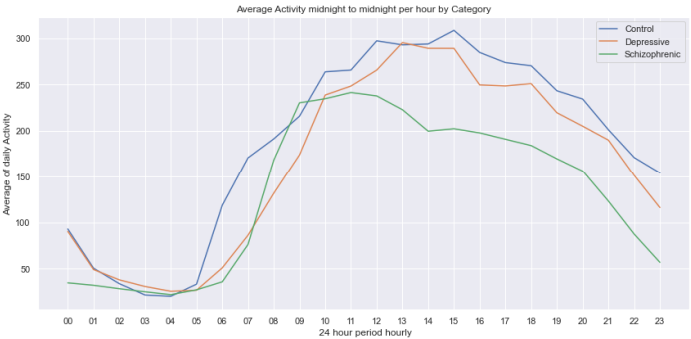 Average Activity midnight to midnight per hour by Category
Control
Depressive
Schizophrenic
Average of daily Activity
300
250
200
150
100
50
00 01 02 03 04 05 06 07 08 09 10 11 12 13 14 15 16 17 18 19 20 21 22 23
24 hour period hourly